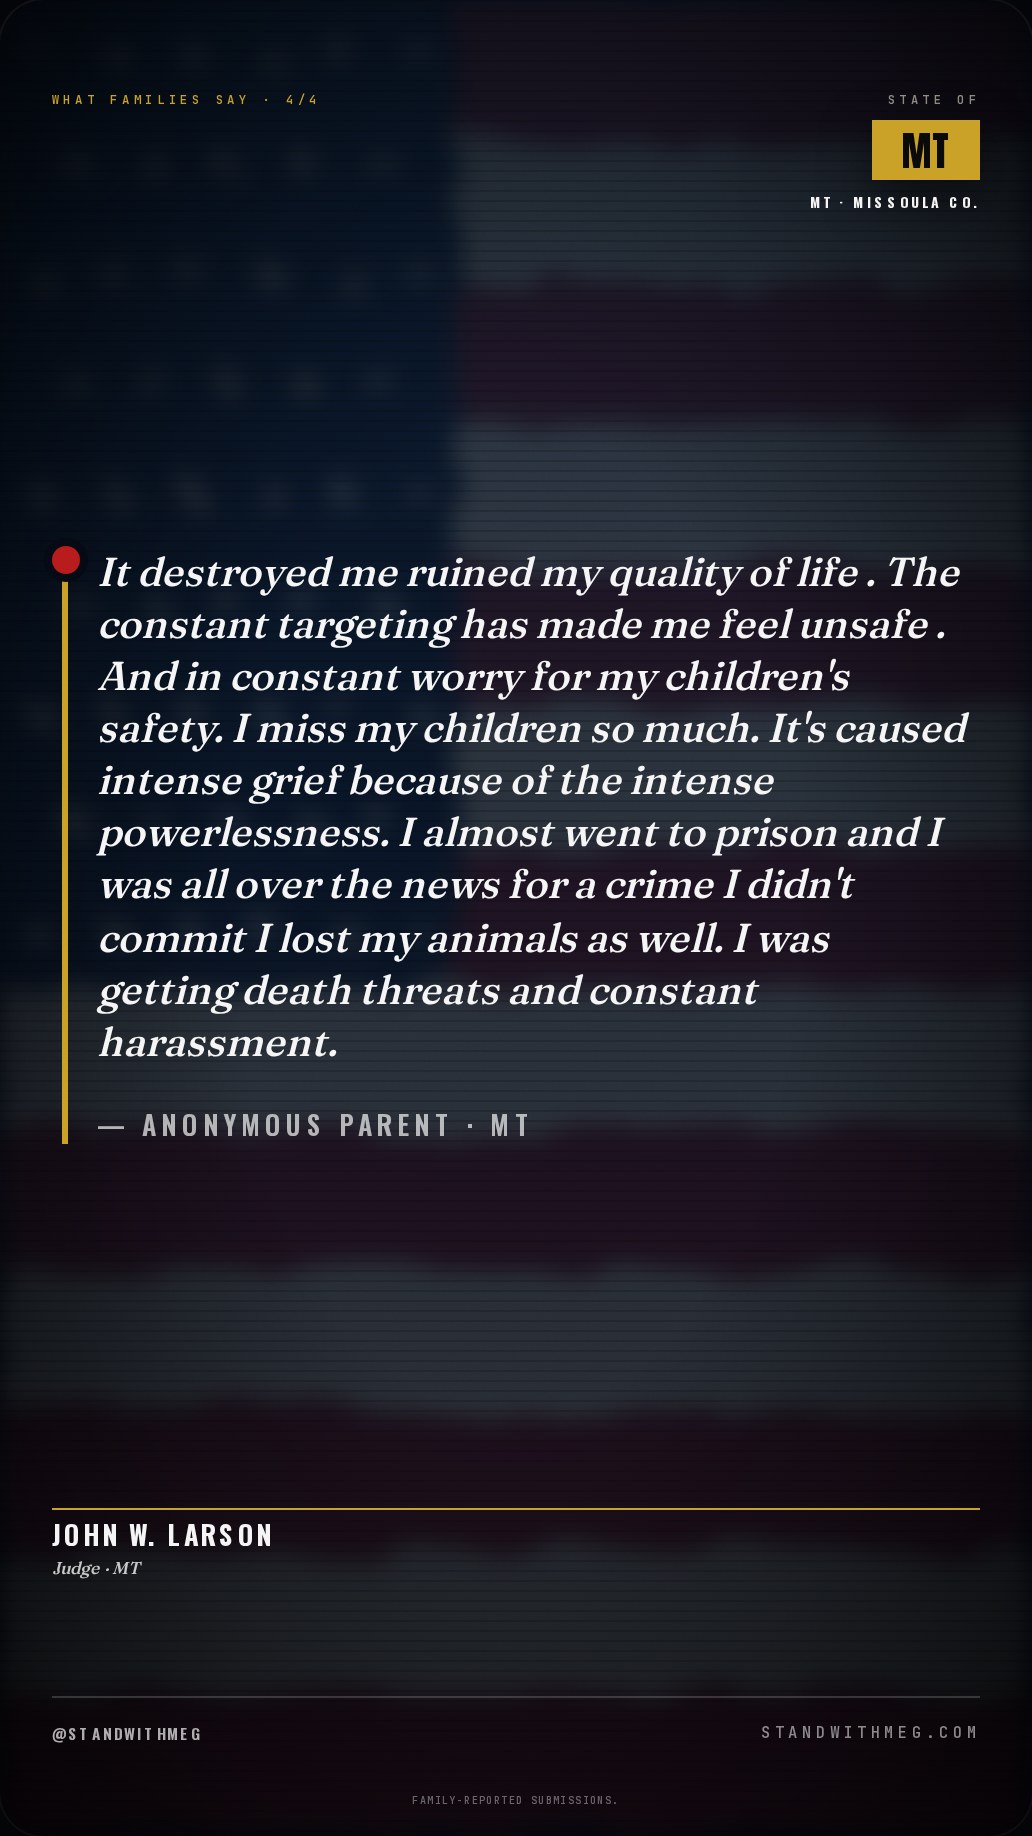 WHAT FAMILIES SAY · 4/4
STATE OF
MT
MT · MISSOULA CO.
It destroyed me ruined my quality of life . The
constant targeting has made me feel unsafe .
And in constant worry for my children's
safety. I miss my children so much. It's caused
intense grief because of the intense
powerlessness. I almost went to prison and I
was all over the news for a crime I didn't
commit I lost my animals as well. I was
getting death threats and constant
harassment.
— ANONYMOUS PARENT · MT
JOHN W. LARSON
Judge · MT
@STANDWITHMEG
STANDWITHMEG.COM
FAMILY-REPORTED SUBMISSIONS.